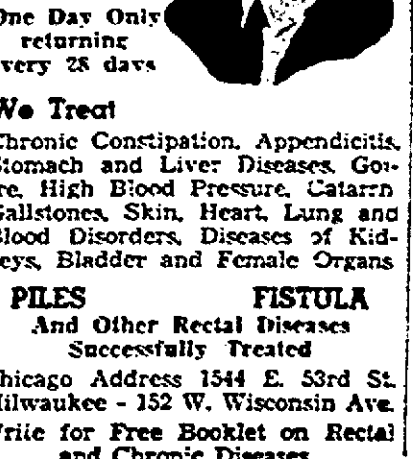 One Day Only
returning
every 28 days
We Treat
Chronic Constipation, Appendicitis,
Stomach and Liver Diseases, Goi-
tre, High Blood Pressure, Catarrh
Gallstones, Skin, Heart, Lung and
Blood Disorders, Diseases of Kid-
neys, Bladder and Female Organs
PILES FISTULA
And Other Rectal Diseases
Successfully Treated
Chicago Address 1544 E. 53rd St.
Milwaukee - 152 W. Wisconsin Ave.
Write for Free Booklet on Rectal
and Chronic Diseases